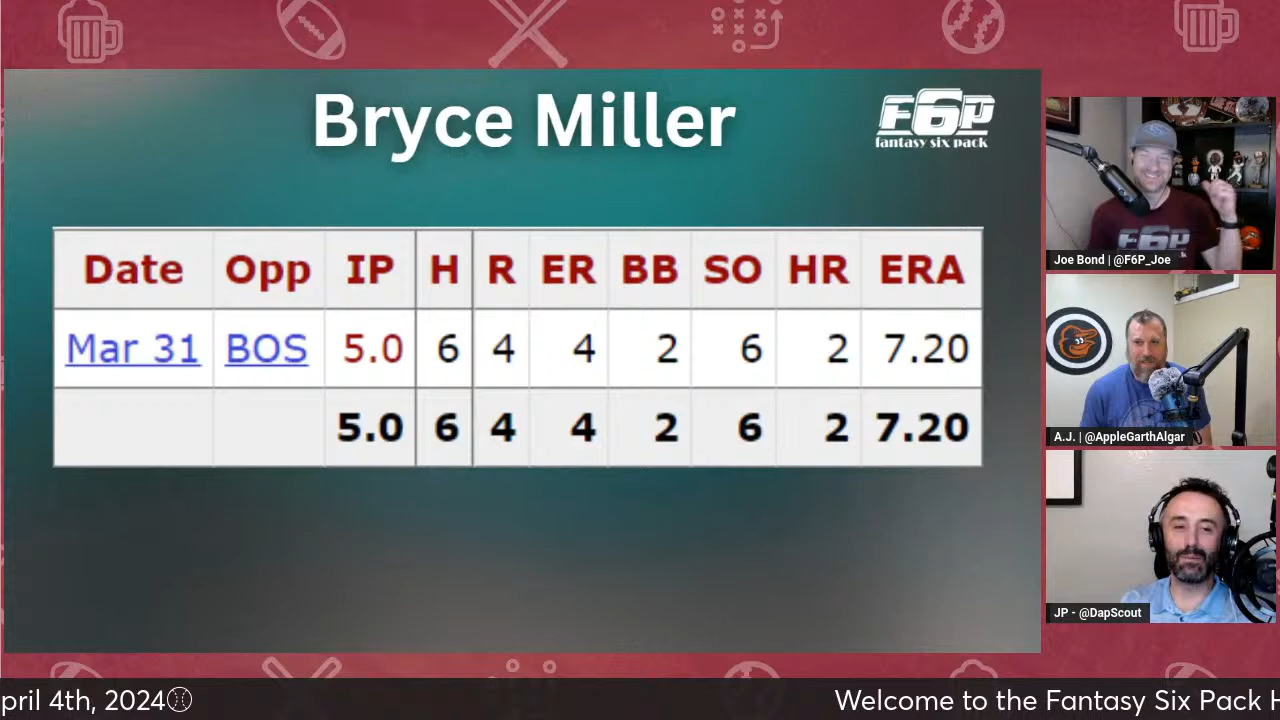 Bryce Miller
F6P
fantasy six pack
Date Opp IP H R ER BB SO HR ERA
Mar 31 BOS 5.0 6 4 4 2 6 2 7.20
5.0 6 4 4 2 6 2 7.20
F6P
Joe Bond | @F6P_Joe
A.J. | @AppleGarthAlgar
JP - @DapScout
pril 4th, 2024 Welcome to the Fantasy Six Pack H